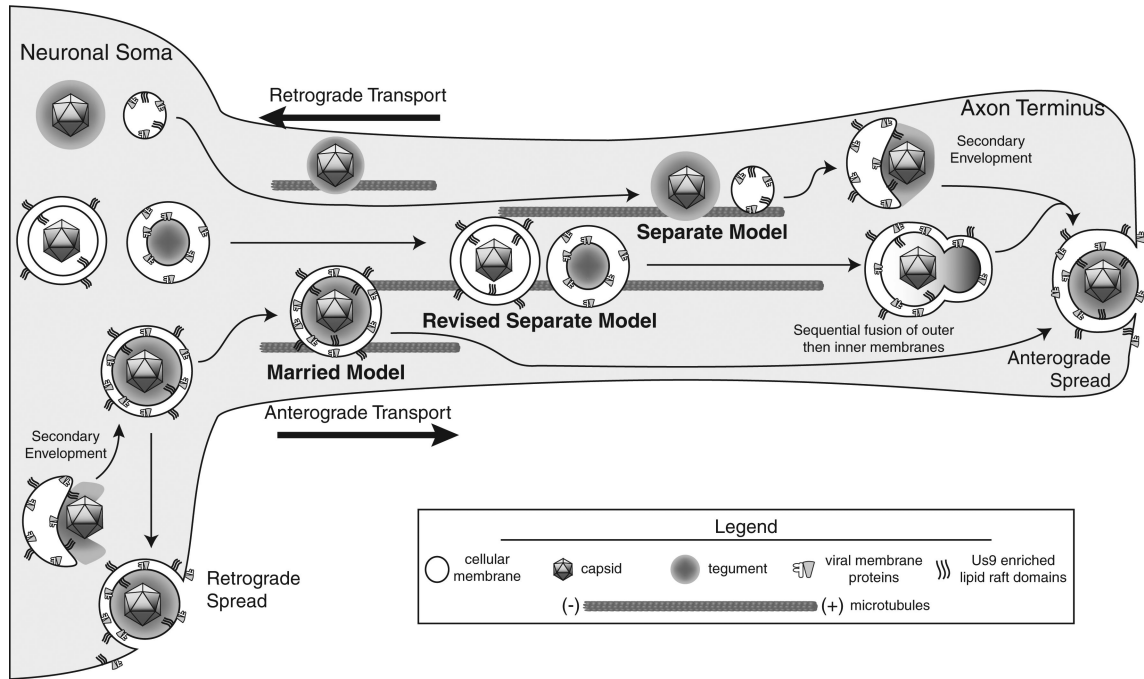 Neuronal Soma
Retrograde Transport
Axon Terminus
Secondary
Envelopment
Separate Model
Revised Separate Model
Sequential fusion of outer
then inner membranes
Married Model
Anterograde
Spread
Anterograde Transport
Secondary
Envelopment
Retrograde
Spread
Legend
cellular
membrane
capsid
tegument
viral membrane
proteins
Us9 enriched
lipid raft domains
(-)
(+) microtubules